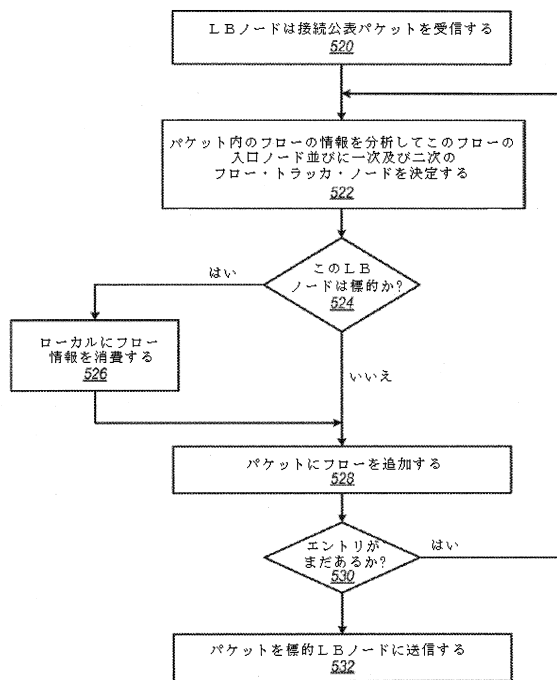 LBノードは接続公表パケットを受信する
520
パケット内のフローの情報を分析してこのフローの
入口ノード並びに一次及び二次の
フロー・トラッカ・ノードを決定する
522
はい
このLB
ノードは標的か?
524
ローカルにフロー
情報を消費する
526
いいえ
パケットにフローを追加する
528
エントリが
まだあるか?
530
はい
パケットを標的LBノードに送信する
532